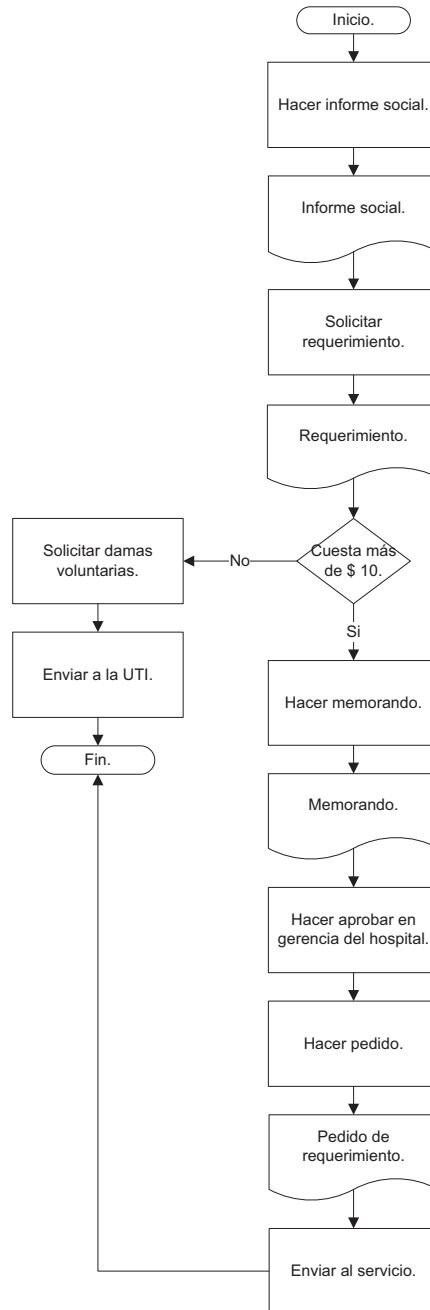 Inicio.
Hacer informe social.
Informe social.
Solicitar
requerimiento.
Requerimiento.
Cuesta más
de $ 10.
No
Solicitar damas
voluntarias.
Enviar a la UTI.
Fin.
Si
Hacer memorando.
Memorando.
Hacer aprobar en
gerencia del hospital.
Hacer pedido.
Pedido de
requerimiento.
Enviar al servicio.